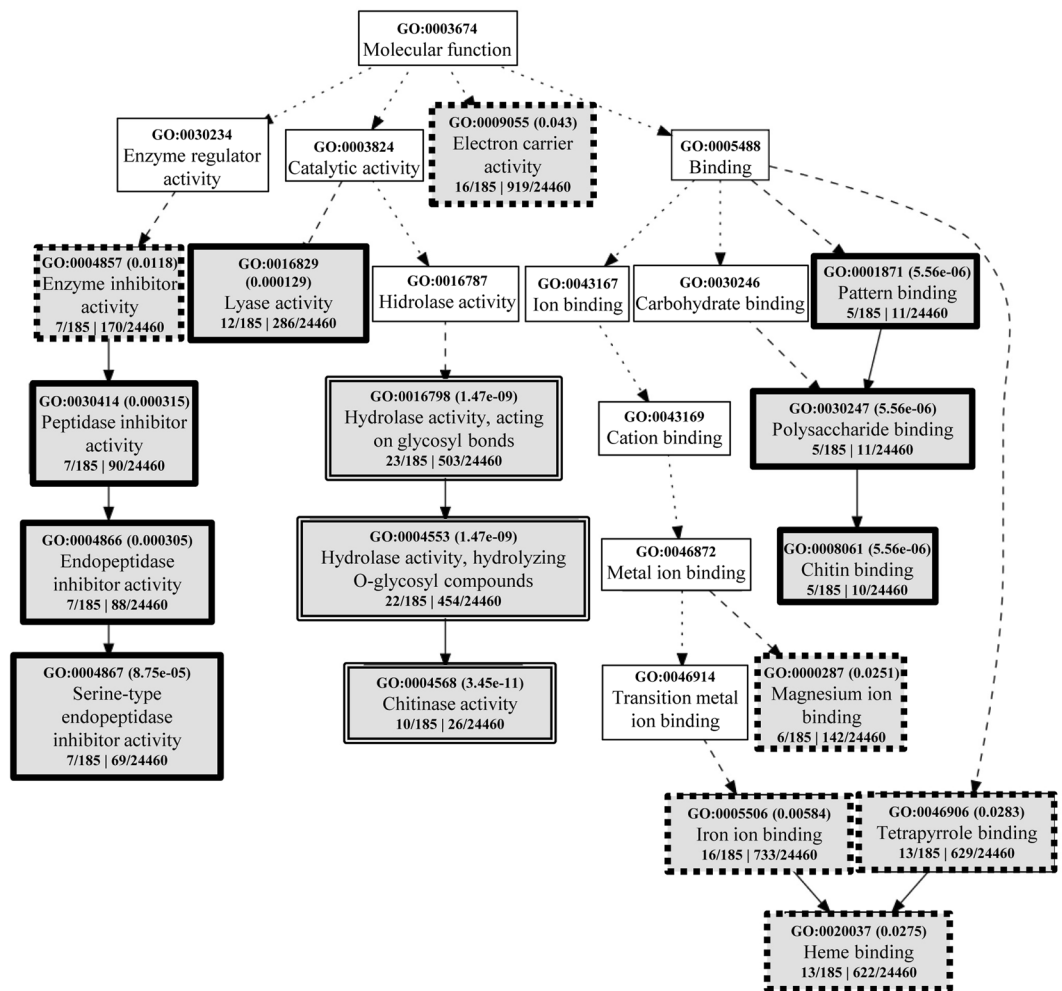 GO:0003674
Molecular function
GO:0030234
Enzyme regulator
activity
GO:0003824
Catalytic activity
GO:0009055 (0.043)
Electron carrier
activity
16/185 | 919/24460
GO:0005488
Binding
GO:0004857 (0.0118)
Enzyme inhibitor
activity
7/185 | 170/24460
GO:0016829
(0.000129)
Lyase activity
12/185 | 286/24460
GO:0016787
Hidrolase activity
GO:0043167
Ion binding
GO:0030246
Carbohydrate binding
GO:0001871 (5.56e-06)
Pattern binding
5/185 | 11/24460
GO:0030414 (0.000315)
Peptidase inhibitor
activity
7/185 | 90/24460
GO:0016798 (1.47e-09)
Hydrolase activity, acting
on glycosyl bonds
23/185 | 503/24460
GO:0043169
Cation binding
GO:0030247 (5.56e-06)
Polysaccharide binding
5/185 | 11/24460
GO:0004866 (0.000305)
Endopeptidase
inhibitor activity
7/185 | 88/24460
GO:0004553 (1.47e-09)
Hydrolase activity, hydrolyzing
O-glycosyl compounds
22/185 | 454/24460
GO:0046872
Metal ion binding
GO:0008061 (5.56e-06)
Chitin binding
5/185 | 10/24460
GO:0004867 (8.75e-05)
Serine-type
endopeptidase
inhibitor activity
7/185 | 69/24460
GO:0004568 (3.45e-11)
Chitinase activity
10/185 | 26/24460
GO:0046914
Transition metal
ion binding
GO:0000287 (0.0251)
Magnesium ion
binding
6/185 | 142/24460
GO:0005506 (0.00584)
Iron ion binding
16/185 | 733/24460
GO:0046906 (0.0283)
Tetrapyrrole binding
13/185 | 629/24460
GO:0020037 (0.0275)
Heme binding
13/185 | 622/24460